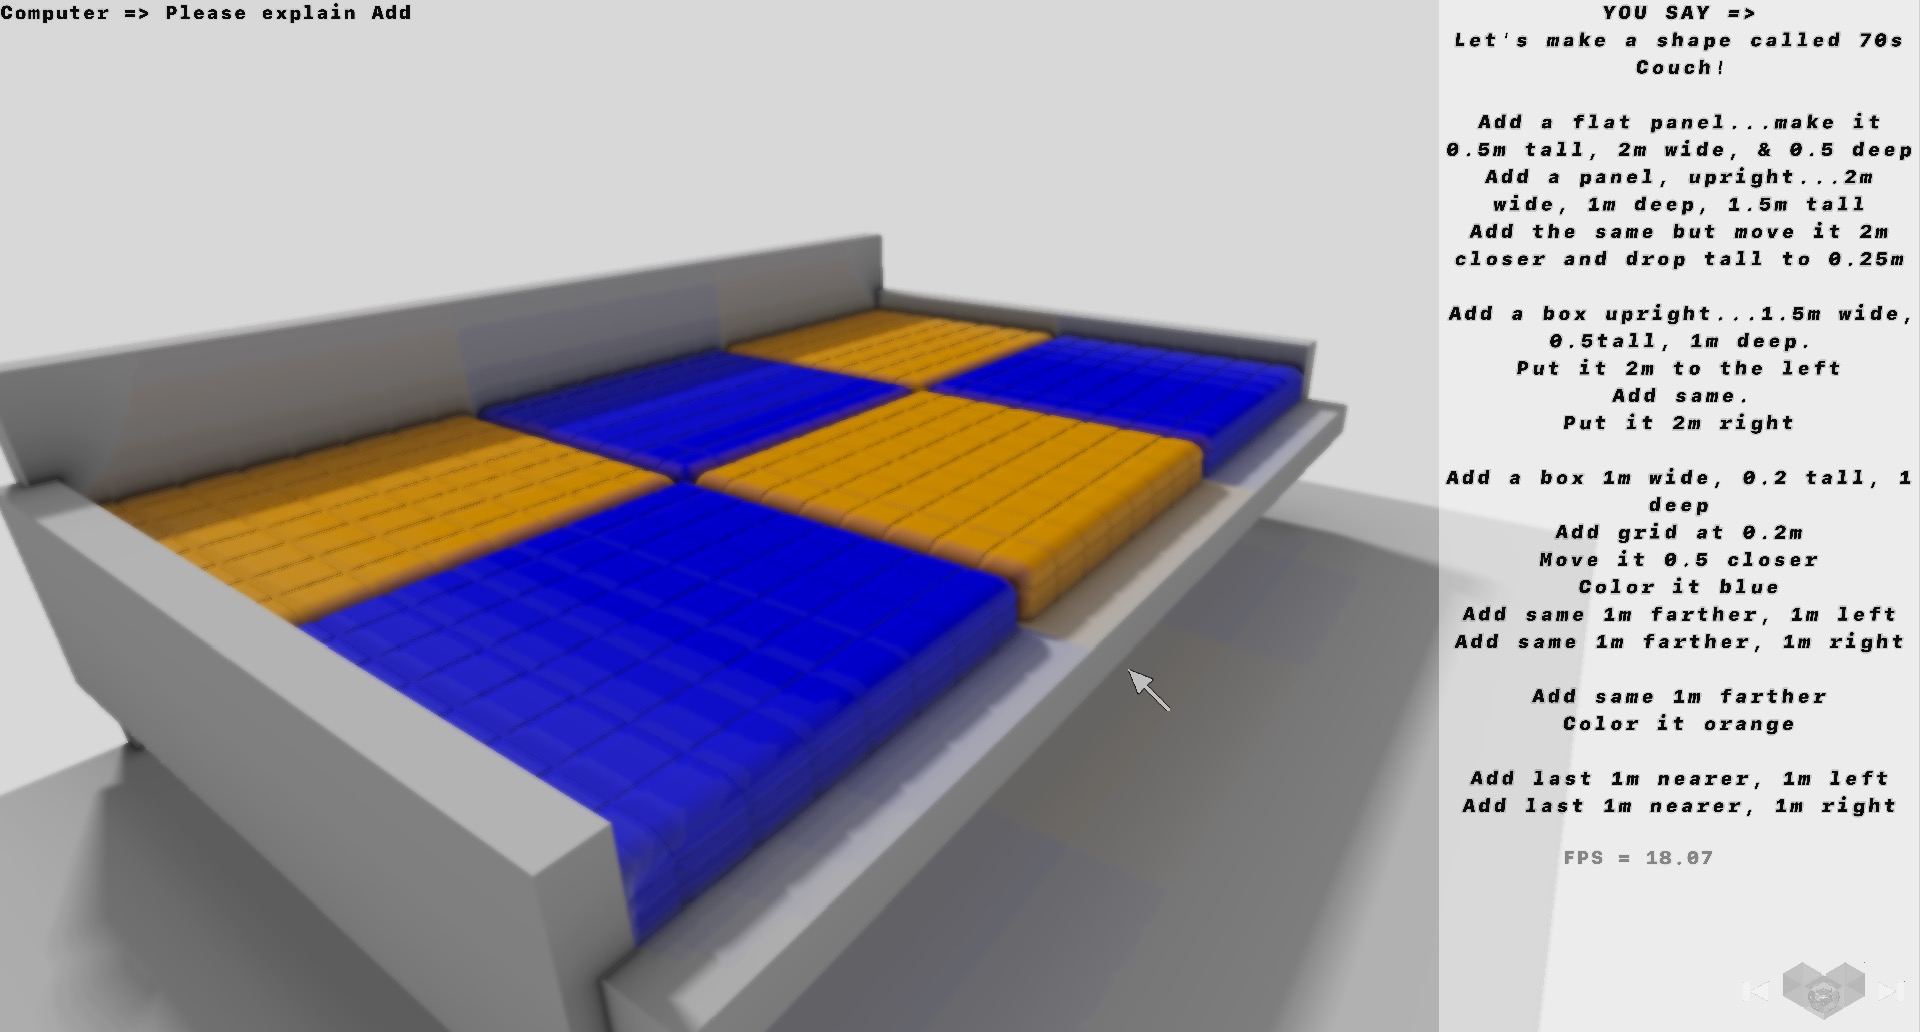 Computer => Please explain Add
YOU SAY =>
Let's make a shape called 70s
Couch!
Add a flat panel...make it
0.5m tall, 2m wide, & 0.5 deep
Add a panel, upright...2m
wide, 1m deep, 1.5m tall
Add the same but move it 2m
closer and drop tall to 0.25m
Add a box upright...1.5m wide,
0.5tall, 1m deep.
Put it 2m to the left
Add same.
Put it 2m right
Add a box 1m wide, 0.2 tall, 1
deep
Add grid at 0.2m
Move it 0.5 closer
Color it blue
Add same 1m farther, 1m left
Add same 1m farther, 1m right
Add same 1m farther
Color it orange
Add last 1m nearer, 1m left
Add last 1m nearer, 1m right
FPS = 18.07